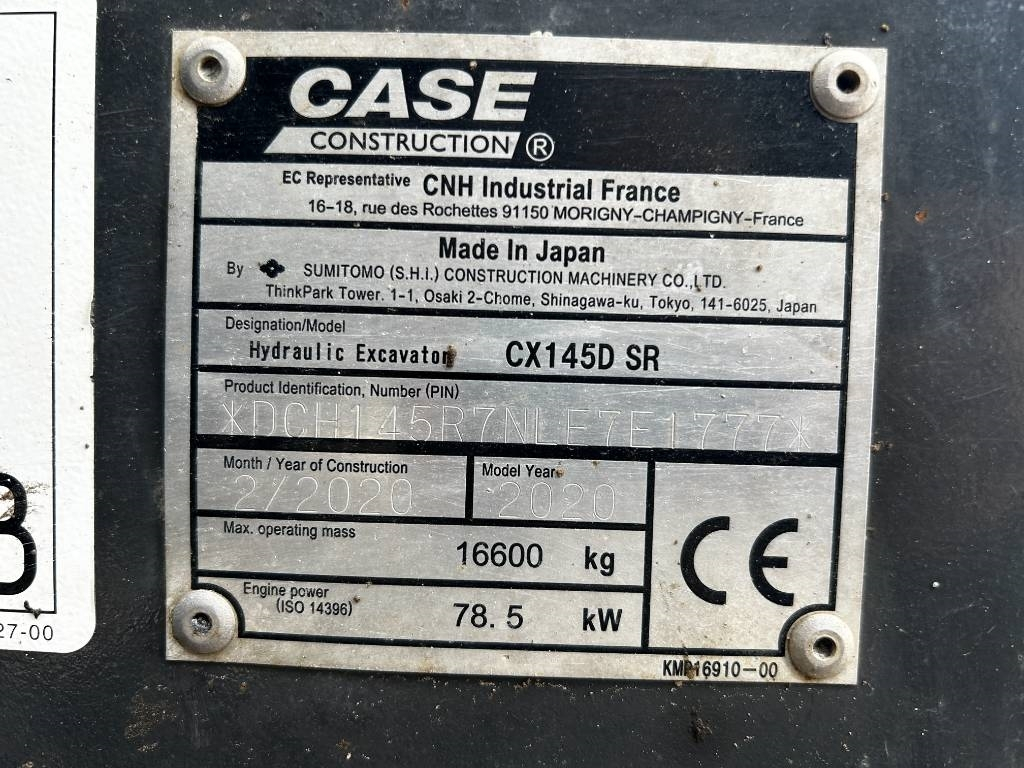 CASE
CONSTRUCTION ®
EC Representative CNH Industrial France
16-18, rue des Rochettes 91150 MORIGNY-CHAMPIGNY-France
Made In Japan
By SUMITOMO (S.H.I.) CONSTRUCTION MACHINERY CO.,LTD.
ThinkPark Tower. 1-1, Osaki 2-Chome, Shinagawa-ku, Tokyo, 141-6025, Japan
Designation/Model
Hydraulic Excavator CX145D SR
Product Identification, Number (PIN)
*DCH145R7NLE7E1777*
Month / Year of Construction Model Year
2/2020 2020
Max. operating mass
16600 kg
CE
Engine power
(ISO 14396)
78.5 kW
KMP16910-00
27-00